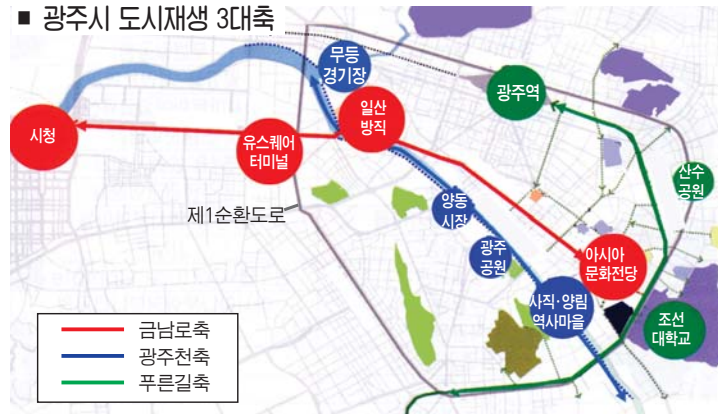 ■ 광주시 도시재생 3대축
무등
경기장
광주역
일산
방직
시청
유스퀘어
터미널
산수
공원
양동
시장
제1순환도로
광주
공원
아시아
문화전당
사직·양림
역사마을
조선
대학교
금남로축
광주천축
푸른길축